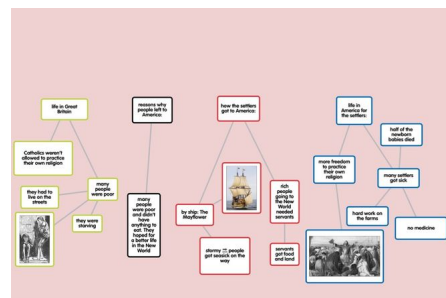 life in Great
Britain
Catholics weren't
allowed to practice
their own religion
many
people
were poor
they had to
live on the
streets
they were
starving
reasons why
people left to
America:
many
people
were poor
and didn't
have
anything to
eat. They
hoped for
a better life
in the New
World
how the settlers
got to America:
by ship: The
Mayflower
stormy
people
got seasick on
the way
rich
people
going to
the New
World
needed
servants
servants
got food
and land
life in
America for
the settlers:
half of the
newborn
babies died
more freedom
to practice
their own
religion
many settlers
got sick
hard work on
the farms
no medicine